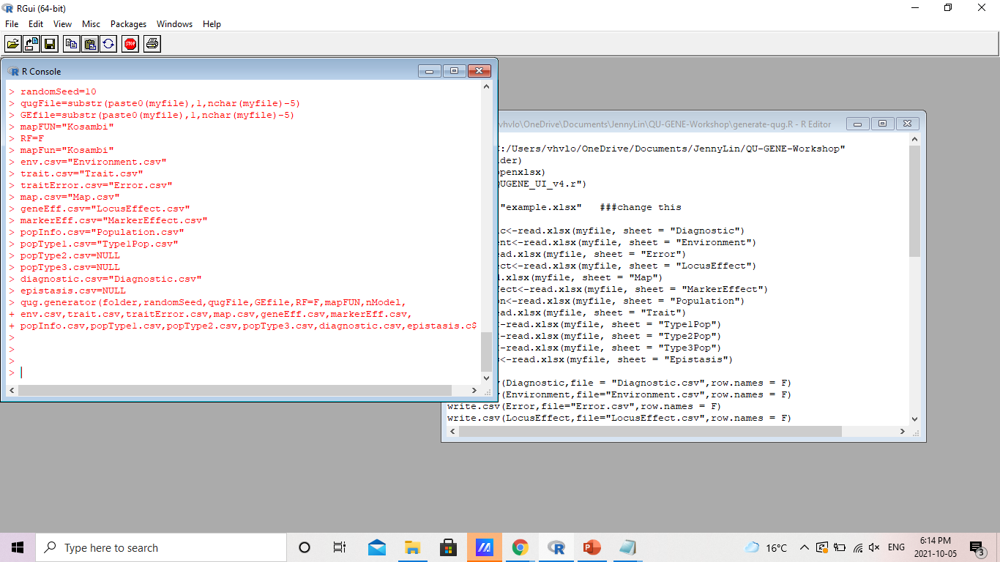 RGui (64-bit)
File Edit View Misc Packages Windows Help
STOP
R Console
> randomSeed=10
> qugFile=substr(paste0(myfile),1,nchar(myfile)-5)
> GEfile=substr(paste0(myfile),1,nchar(myfile)-5)
> mapFUN="Kosambi"
> RF=F
> mapFun="Kosambi"
> env.csv="Environment.csv"
> trait.csv="Trait.csv"
> traitError.csv="Error.csv"
> map.csv="Map.csv"
> geneEff.csv="LocusEffect.csv"
> markerEff.csv="MarkerEffect.csv"
> popInfo.csv="Population.csv"
> popType1.csv="Type1Pop.csv"
> popType2.csv=NULL
> popType3.csv=NULL
> diagnostic.csv="Diagnostic.csv"
> epistasis.csv=NULL
> qug.generator(folder,randomSeed,qugFile,GEfile,RF=F,mapFUN,nModel,
+ env.csv,trait.csv,traitError.csv,map.csv,geneEff.csv,markerEff.csv,
+ popInfo.csv,popType1.csv,popType2.csv,popType3.csv,diagnostic.csv,epistasis.c$
>
>
>
>
vhvlo\OneDrive\Documents\JennyLin\QU-GENE-Workshop\generate-qug.R - R Editor
:/Users/vhvlo/OneDrive/Documents/JennyLin/QU-GENE-Workshop"
der)
openxlsx)
QUGENE_UI_v4.r")
"example.xlsx" ###change this
ic<-read.xlsx(myfile, sheet = "Diagnostic")
ent<-read.xlsx(myfile, sheet = "Environment")
ead.xlsx(myfile, sheet = "Error")
ect<-read.xlsx(myfile, sheet = "LocusEffect")
d.xlsx(myfile, sheet = "Map")
fect<-read.xlsx(myfile, sheet = "MarkerEffect")
on<-read.xlsx(myfile, sheet = "Population")
ead.xlsx(myfile, sheet = "Trait")
<-read.xlsx(myfile, sheet = "Type1Pop")
<-read.xlsx(myfile, sheet = "Type2Pop")
<-read.xlsx(myfile, sheet = "Type3Pop")
s<-read.xlsx(myfile, sheet = "Epistasis")
v(Diagnostic,file = "Diagnostic.csv",row.names = F)
v(Environment,file="Environment.csv",row.names = F)
write.csv(Error,file="Error.csv",row.names = F)
write.csv(LocusEffect,file="LocusEffect.csv",row.names = F)
Type here to search
16°C
ENG
6:14 PM
2021-10-05
3